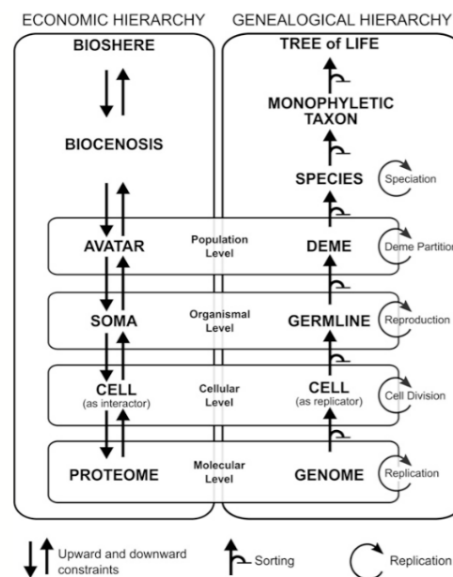 ECONOMIC HIERARCHY
GENEALOGICAL HIERARCHY
BIOSHERE
TREE of LIFE
MONOPHYLETIC
TAXON
BIOCENOSIS
SPECIES
Speciation
AVATAR
Population
Level
DEME
Deme Partition
SOMA
Organismal
Level
GERMLINE
Reproduction
CELL
(as interactor)
Cellular
Level
CELL
(as replicator)
Cell Division
PROTEOME
Molecular
Level
GENOME
Replication
Upward and downward
constraints
Sorting
Replication